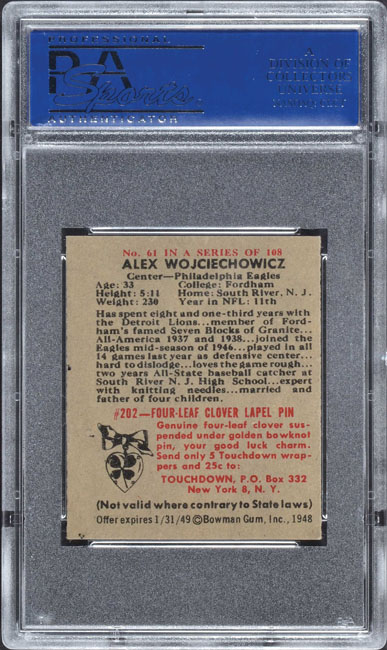 PROFESSIONAL
PSA
Sports
AUTHENTICATOR
A
DIVISION OF
COLLECTORS
UNIVERSE
No. 61 IN A SERIES OF 108
ALEX WOJCIECHOWICZ
Center—Philadelphia Eagles
Age: 33 College: Fordham
Height: 5:11 Home: South River, N. J.
Weight: 230 Year in NFL: 11th
Has spent eight and one-third years with
the Detroit Lions...member of Ford-
ham's famed Seven Blocks of Granite...
All-America 1937 and 1938...joined the
Eagles mid-season of 1946...played in all
14 games last year as defensive center...
hard to dislodge...loves the game rough...
two years All-State baseball catcher at
South River N. J. High School...expert
with knitting needles...married and
father of four children.
#202—FOUR-LEAF CLOVER LAPEL PIN
Genuine four-leaf clover sus-
pended under golden bowknot
pin, your good luck charm.
Send only 5 Touchdown wrap-
pers and 25c to:
TOUCHDOWN, P.O. Box 332
New York 8, N. Y.
(Not valid where contrary to State laws)
Offer expires 1/31/49 ©Bowman Gum, Inc., 1948